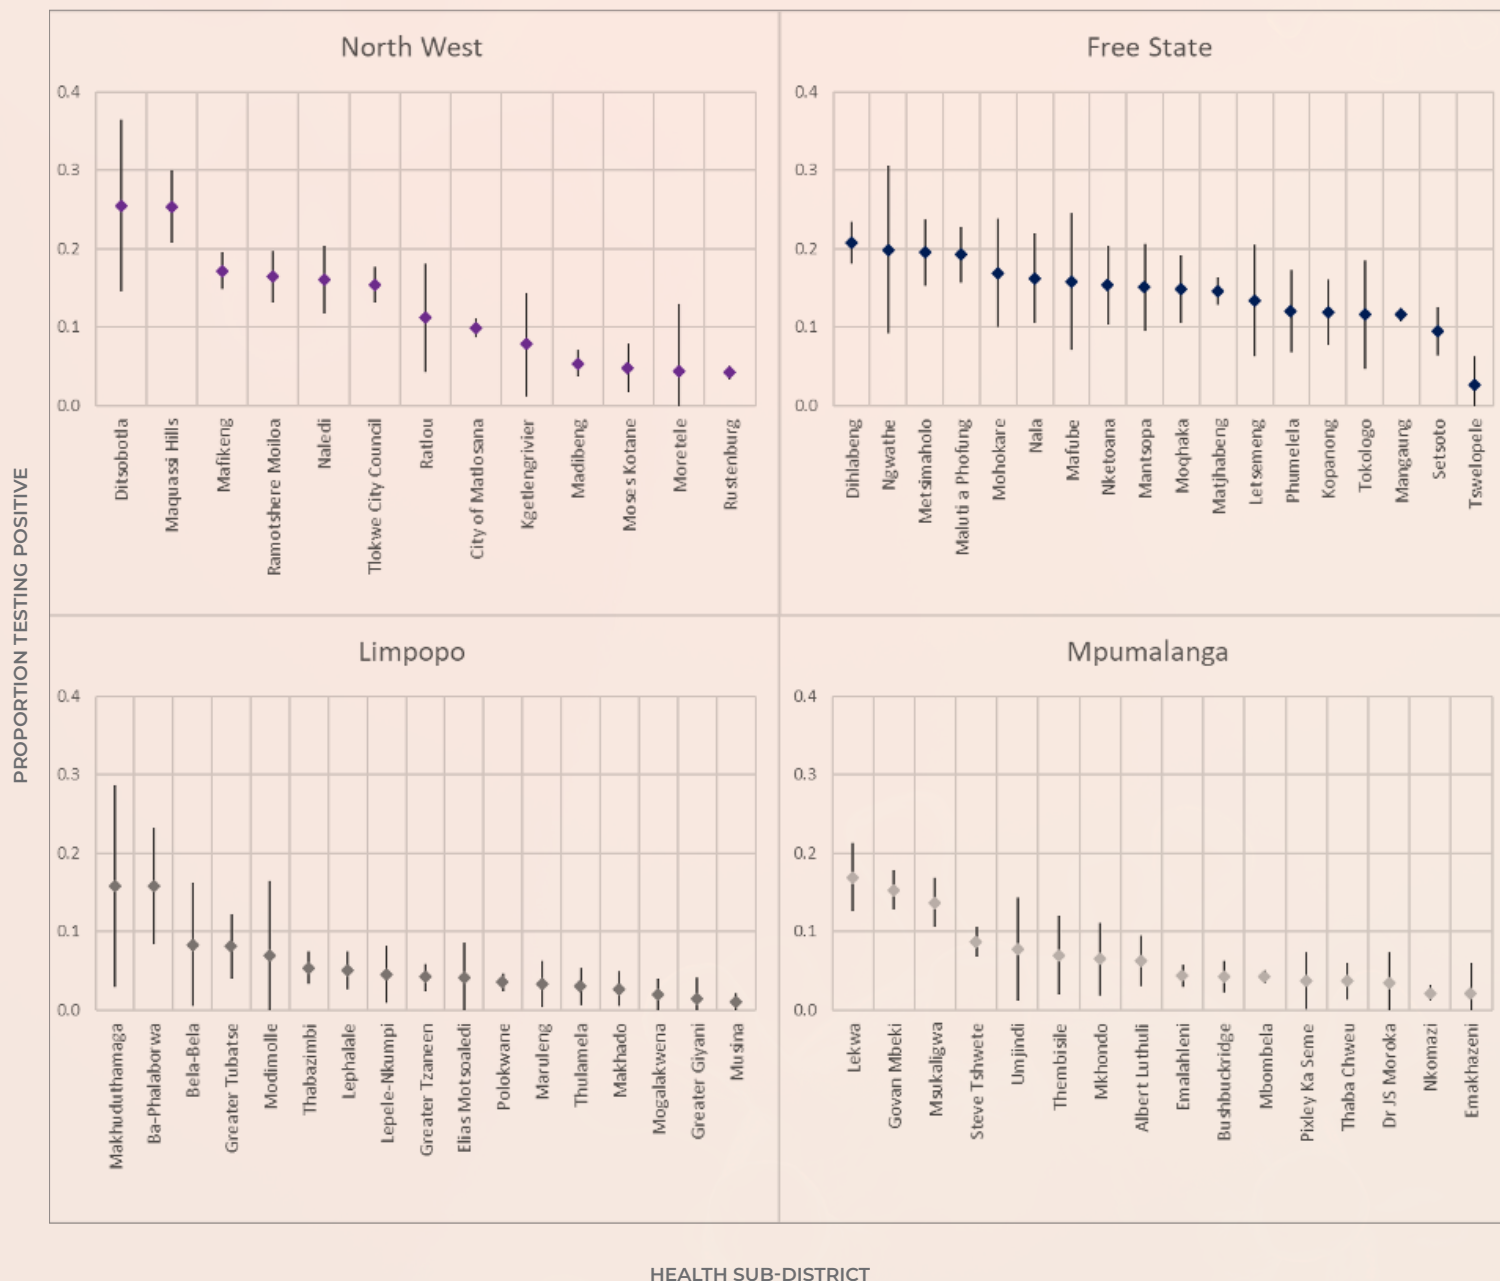 PROPORTION TESTING POSITIVE
North West
0.4
0.3
0.2
0.1
0.0
Ditsobotla
Maquassi Hills
Mafikeng
Ramotshere Moiloa
Naledi
Tlokwe City Council
Ratlou
City of Matlosana
Kgetlengrivier
Madibeng
Moses Kotane
Moretele
Rustenburg
Free State
0.4
0.3
0.2
0.1
0.0
Dihlabeng
Ngwathe
Metsimaholo
Maluti a Phofung
Mohokare
Nala
Mafube
Nketoana
Mantsopa
Moqhaka
Matjhabeng
Letsemeng
Phumelela
Kopanong
Tokologo
Mangaung
Setsoto
Tswelopele
Limpopo
0.4
0.3
0.2
0.1
0.0
Makhuduthamaga
Ba-Phalaborwa
Bela-Bela
Greater Tubatse
Modimolle
Thabazimbi
Lephalale
Lepele-Nkumpi
Greater Tzaneen
Elias Motsoaledi
Polokwane
Maruleng
Thulamela
Makhado
Mogalakwena
Greater Giyani
Musina
Mpumalanga
0.4
0.3
0.2
0.1
0.0
Lekwa
Govan Mbeki
Msukaligwa
Steve Tshwete
Umjindi
Thembisile
Mkhondo
Albert Luthuli
Emalahleni
Bushbuckridge
Mbombela
Pixley Ka Seme
Thaba Chweu
Dr JS Moroka
Nkomazi
Emakhazeni
HEALTH SUB-DISTRICT